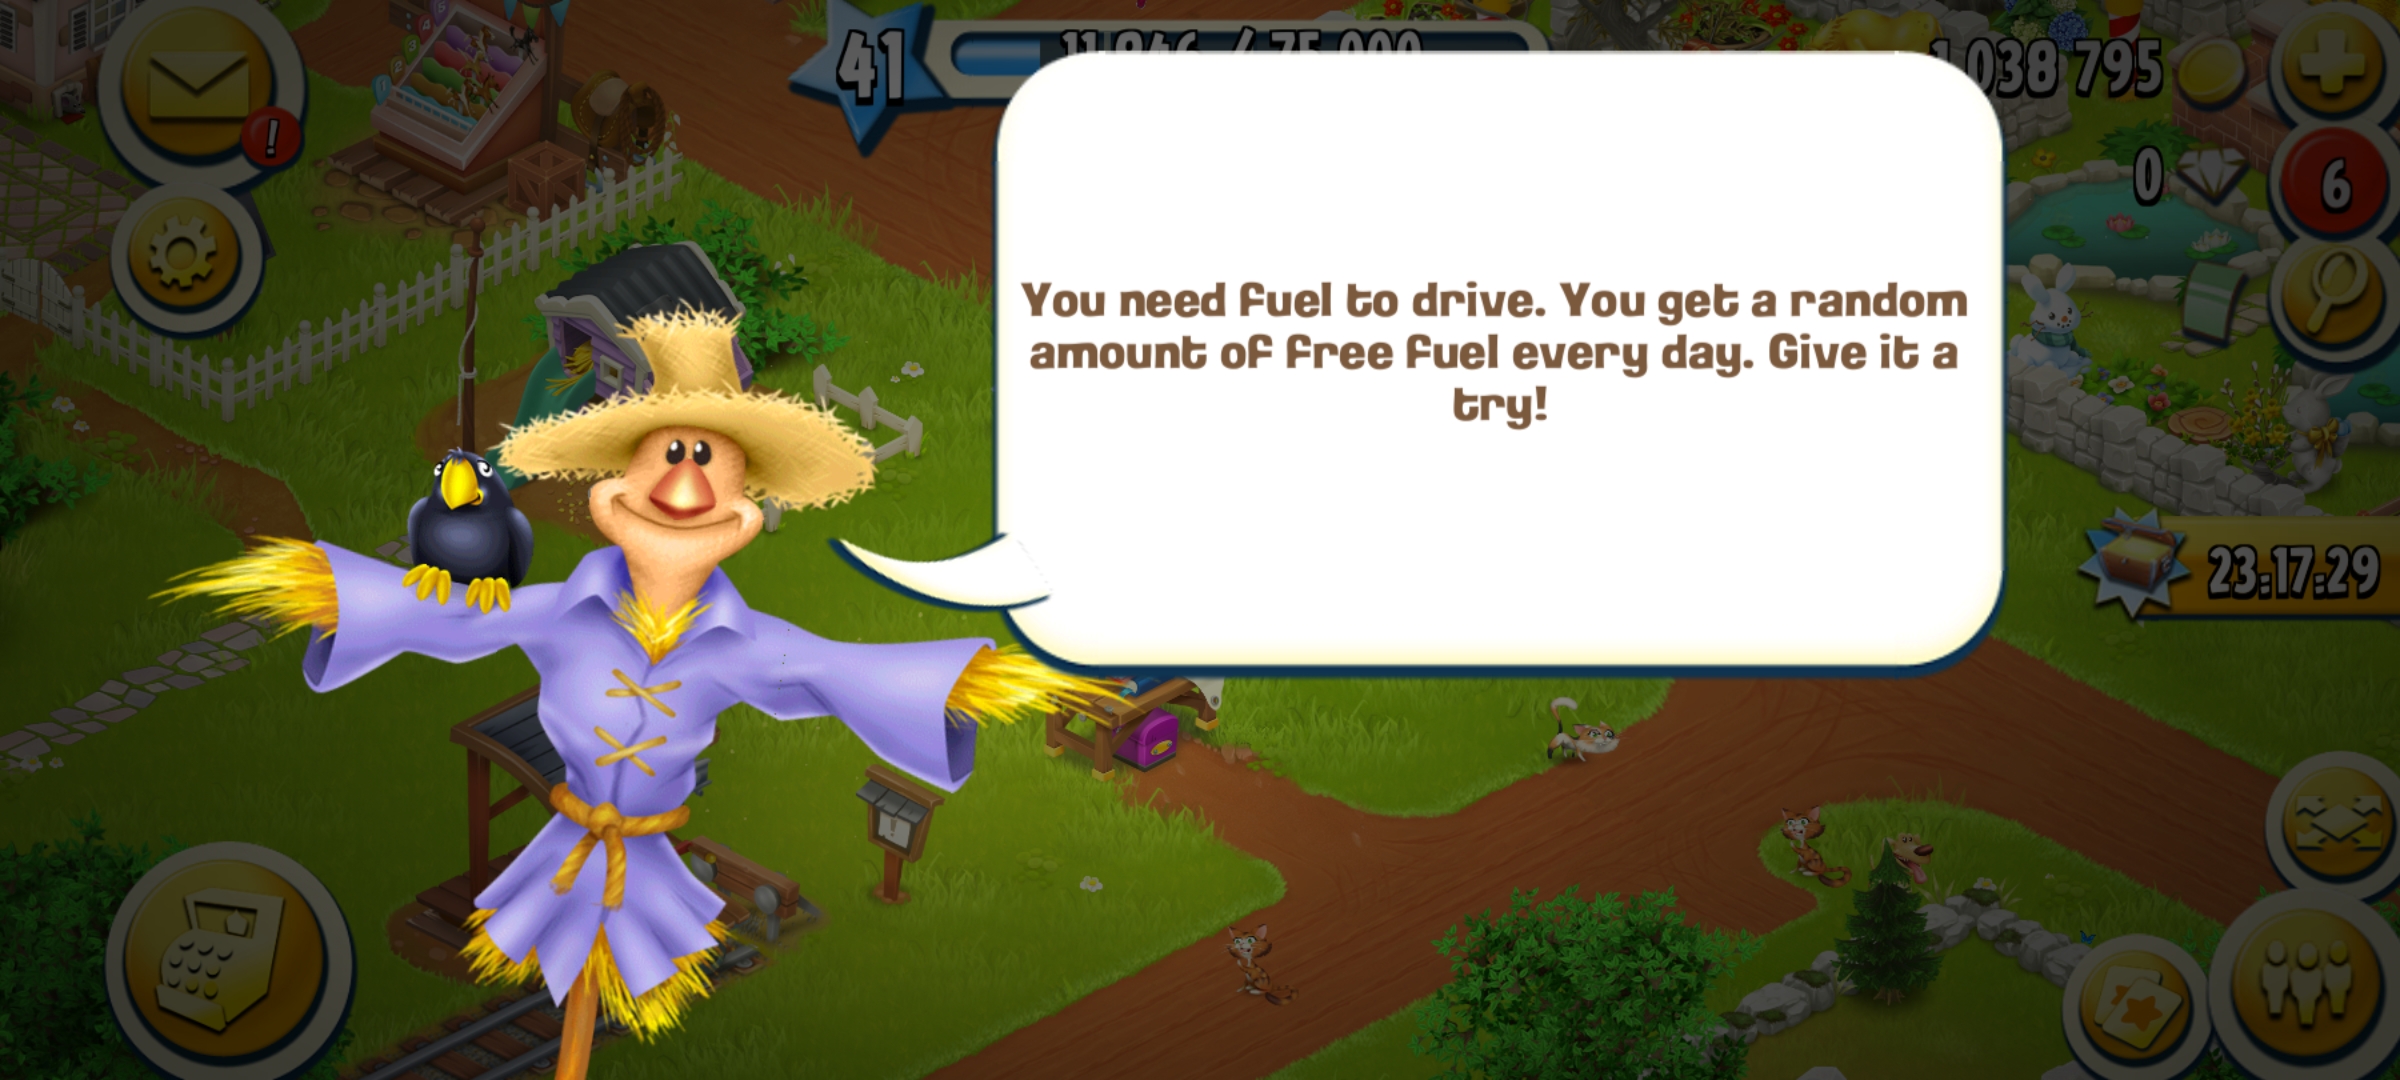 41
038 795
0
6
!
You need fuel to drive. You get a random
amount of free fuel every day. Give it a
try!
23:17:29